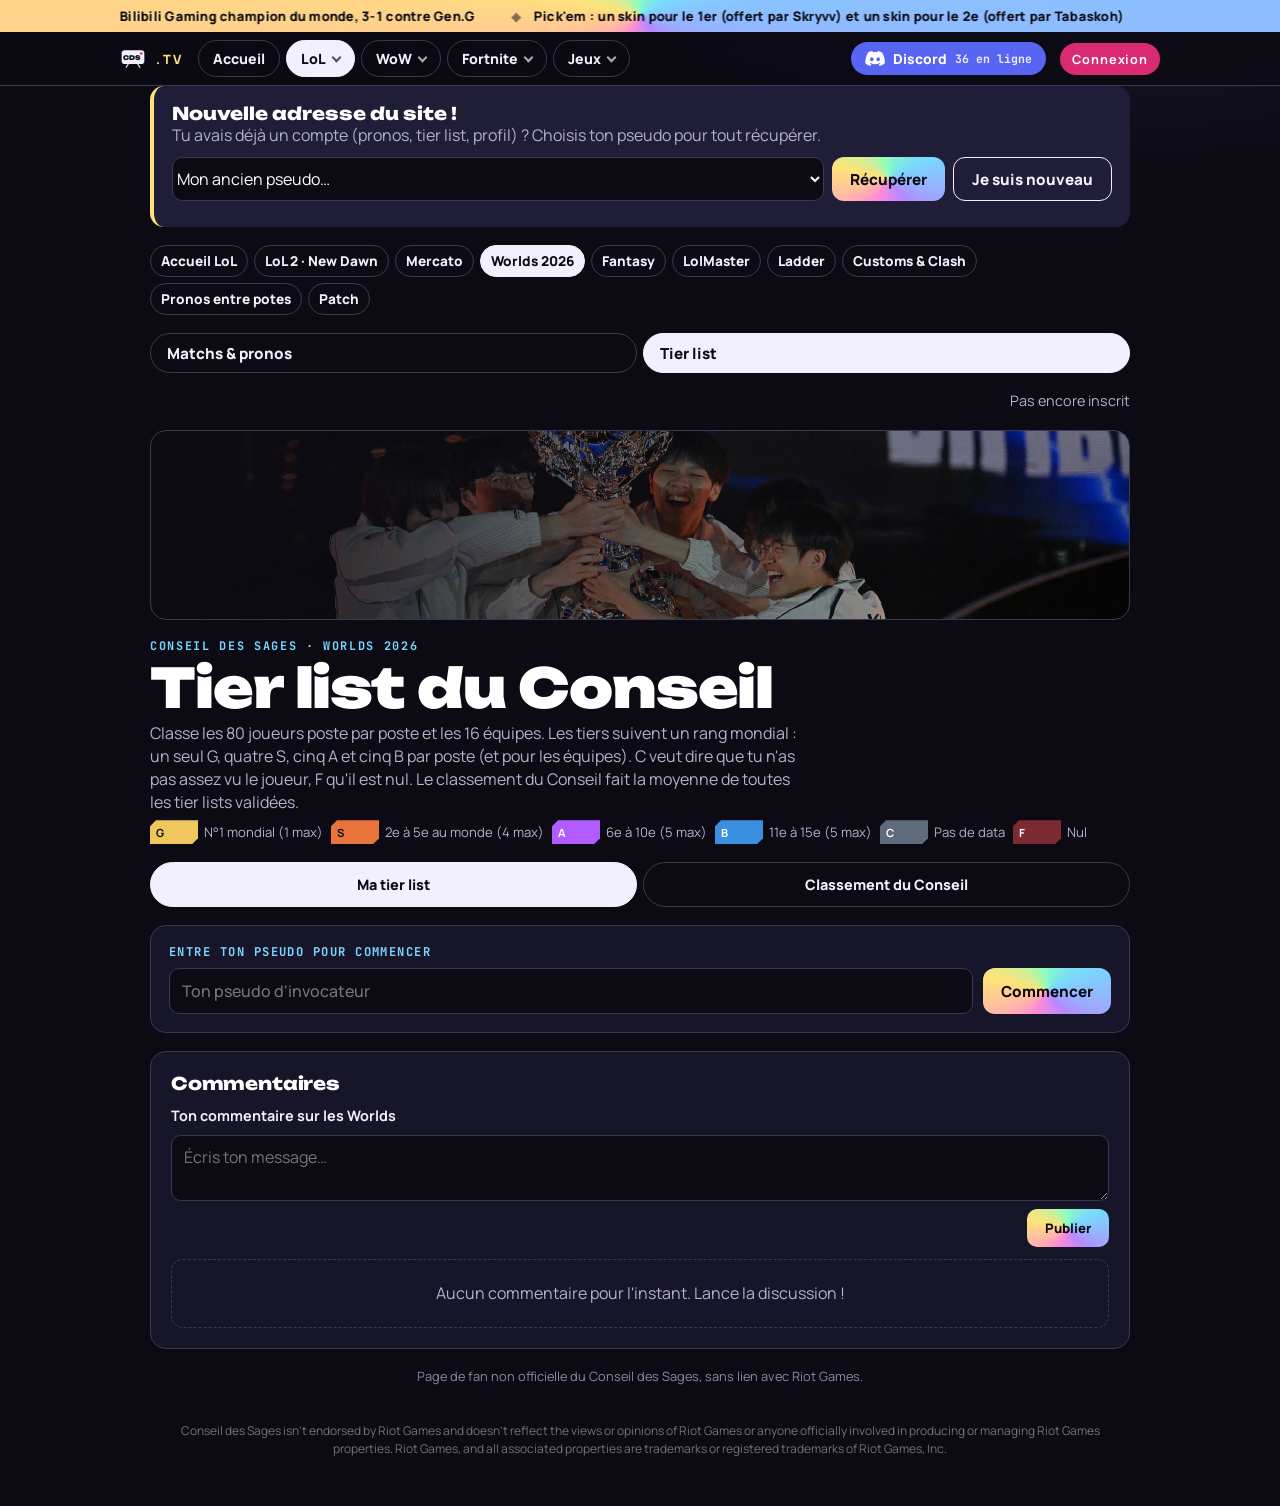 Bilibili Gaming champion du monde, 3-1 contre Gen.G ◆ Pick'em : un skin pour le 1er (offert par Skryvv) et un skin pour le 2e (offert par Tabaskoh)
CDS .TV Accueil LoL WoW Fortnite Jeux Discord 36 en ligne Connexion
Nouvelle adresse du site !
Tu avais déjà un compte (pronos, tier list, profil) ? Choisis ton pseudo pour tout récupérer.
Mon ancien pseudo… Récupérer Je suis nouveau
Accueil LoL LoL 2 · New Dawn Mercato Worlds 2026 Fantasy LolMaster Ladder Customs & Clash
Pronos entre potes Patch
Matchs & pronos Tier list
Pas encore inscrit
CONSEIL DES SAGES · WORLDS 2026
Tier list du Conseil
Classe les 80 joueurs poste par poste et les 16 équipes. Les tiers suivent un rang mondial :
un seul G, quatre S, cinq A et cinq B par poste (et pour les équipes). C veut dire que tu n'as
pas assez vu le joueur, F qu'il est nul. Le classement du Conseil fait la moyenne de toutes
les tier lists validées.
G N°1 mondial (1 max) S 2e à 5e au monde (4 max) A 6e à 10e (5 max) B 11e à 15e (5 max) C Pas de data F Nul
Ma tier list Classement du Conseil
ENTRE TON PSEUDO POUR COMMENCER
Ton pseudo d'invocateur Commencer
Commentaires
Ton commentaire sur les Worlds
Écris ton message…
Publier
Aucun commentaire pour l'instant. Lance la discussion !
Page de fan non officielle du Conseil des Sages, sans lien avec Riot Games.
Conseil des Sages isn't endorsed by Riot Games and doesn't reflect the views or opinions of Riot Games or anyone officially involved in producing or managing Riot Games
properties. Riot Games, and all associated properties are trademarks or registered trademarks of Riot Games, Inc.